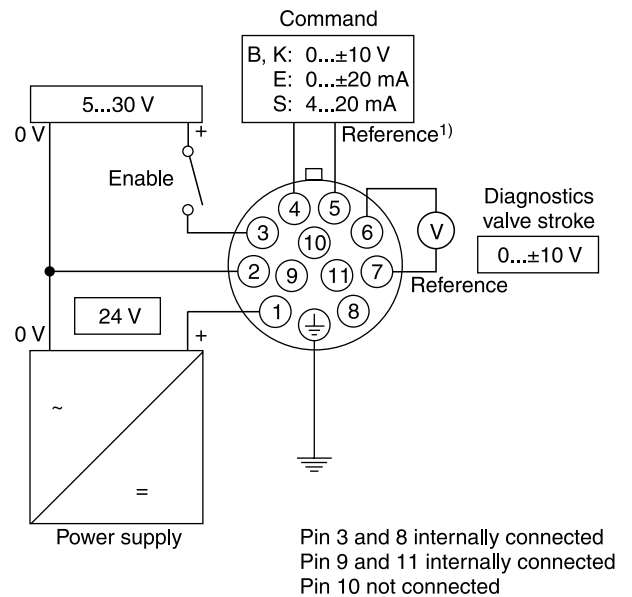 Command
B, K: 0...±10 V
E: 0...±20 mA
S: 4...20 mA
5...30 V
0 V
+
Reference1)
Enable
4
5
3
6
10
V
Diagnostics
valve stroke
0...±10 V
2
9
11
7
Reference
1
8
24 V
0 V
+
~
=
Power supply
Pin 3 and 8 internally connected
Pin 9 and 11 internally connected
Pin 10 not connected